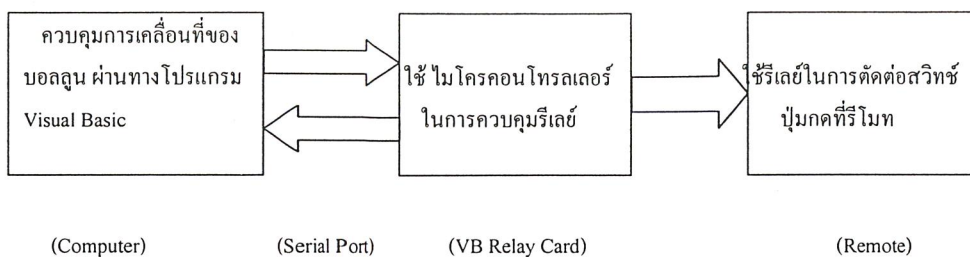 ควบคุมการเคลื่อนที่ของ
บอลลูน ผ่านทางโปรแกรม
Visual Basic
ใช้ ไมโครคอนโทรลเลอร์
ในการควบคุมรีเลย์
ใช้รีเลย์ในการตัดต่อสวิทช์
ปุ่มกดที่รีโมท
(Computer)
(Serial Port)
(VB Relay Card)
(Remote)